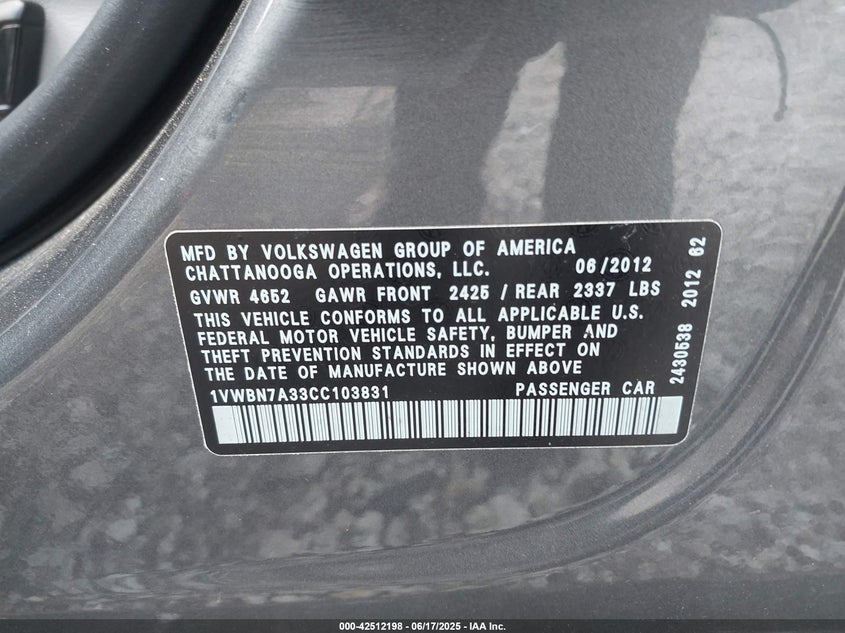 MFD BY VOLKSWAGEN GROUP OF AMERICA
CHATTANOOGA OPERATIONS, LLC. 06/2012
GVWR 4652 GAWR FRONT 2425 / REAR 2337 LBS
THIS VEHICLE CONFORMS TO ALL APPLICABLE U.S.
FEDERAL MOTOR VEHICLE SAFETY, BUMPER AND
THEFT PREVENTION STANDARDS IN EFFECT ON
THE DATE OF MANUFACTURE SHOWN ABOVE
1VWBN7A33CC103831 PASSENGER CAR
2430538 2012 62
000-42512198 - 06/17/2025 - IAA Inc.